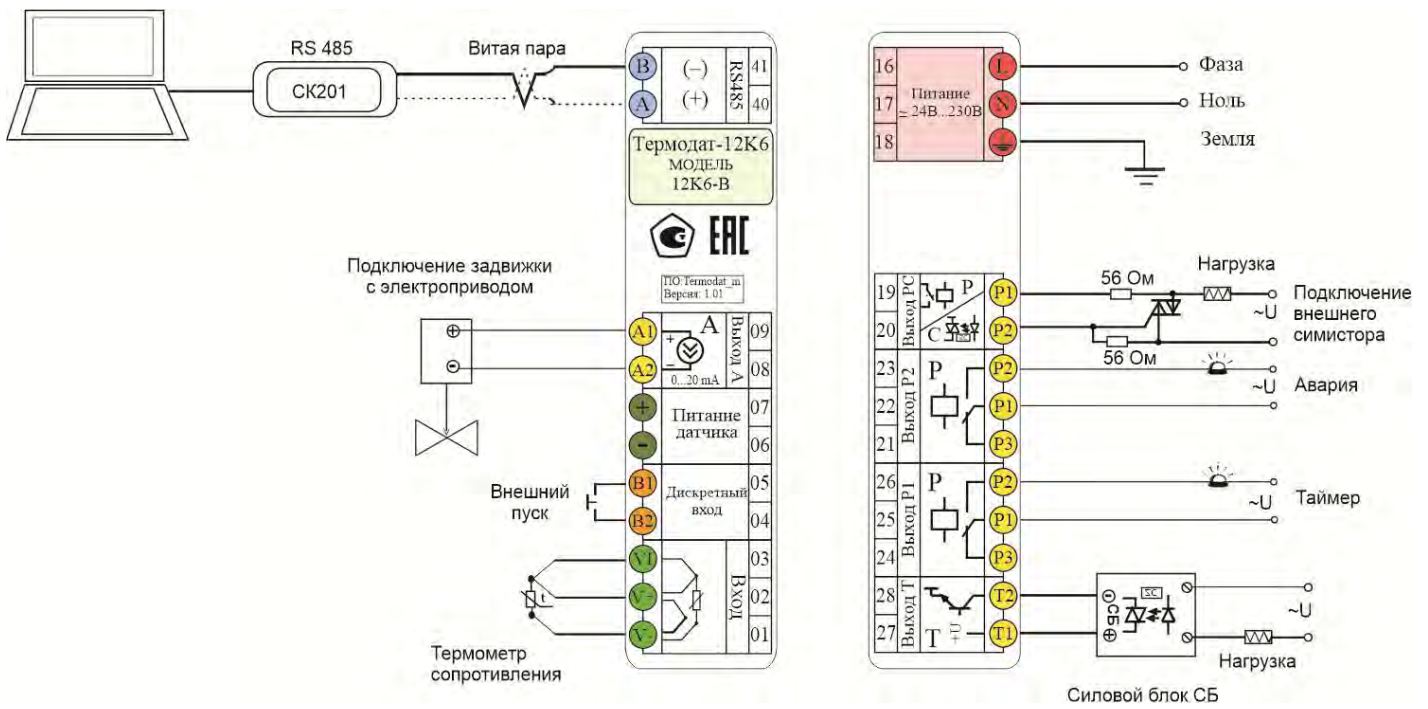 RS 485
СК201
Витая пара
B
(–)
RS485
41
A
(+)
40
Термодат-12К6
МОДЕЛЬ
12К6-В
ЕАС
ПО:Termodat_m
Версия: 1.01
Подключение задвижки
с электроприводом
A1
A
Выход А
09
A2
0...20 mA
08
+
Питание
датчика
07
-
06
Внешний
пуск
B1
Дискретный
вход
05
B2
04
Термометр
сопротивления
t
VI
Вход
03
V+
02
V-
01
16
L
Фаза
17
Питание
= 24В...230В
N
Ноль
18
Земля
19
Выход РС
P
P1
56 Ом
Нагрузка
~U
Подключение
внешнего
симистора
20
C
P2
56 Ом
23
Выход Р2
P
P2
~U
Авария
22
P1
21
P3
26
Выход Р1
P
P2
~U
Таймер
25
P1
24
P3
28
Выход Т
T2
27
T
+U
T1
СБ
SC
~U
Нагрузка
Силовой блок СБ